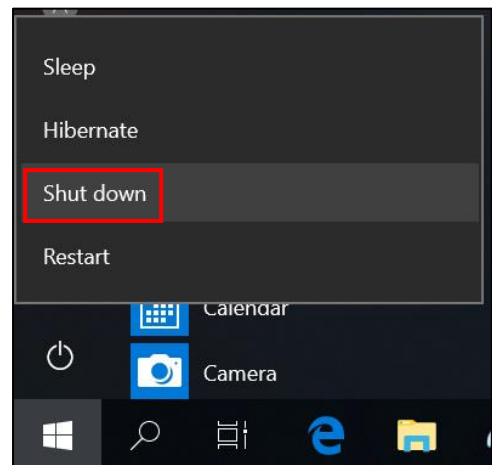 Sleep
Hibernate
Shut down
Restart
Calendar
Camera